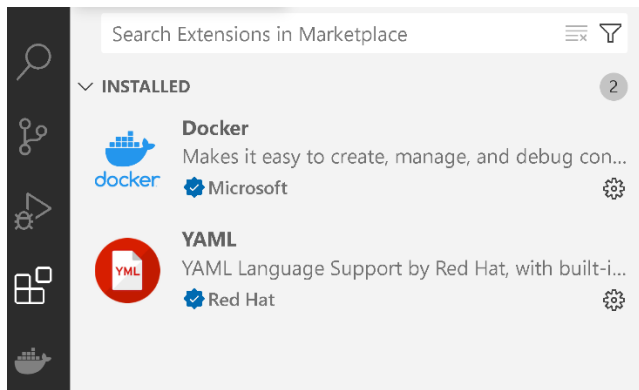 Search Extensions in Marketplace
INSTALLED
2
Docker
Makes it easy to create, manage, and debug con...
docker
Microsoft
YAML
YML
YAML Language Support by Red Hat, with built-i...
Red Hat